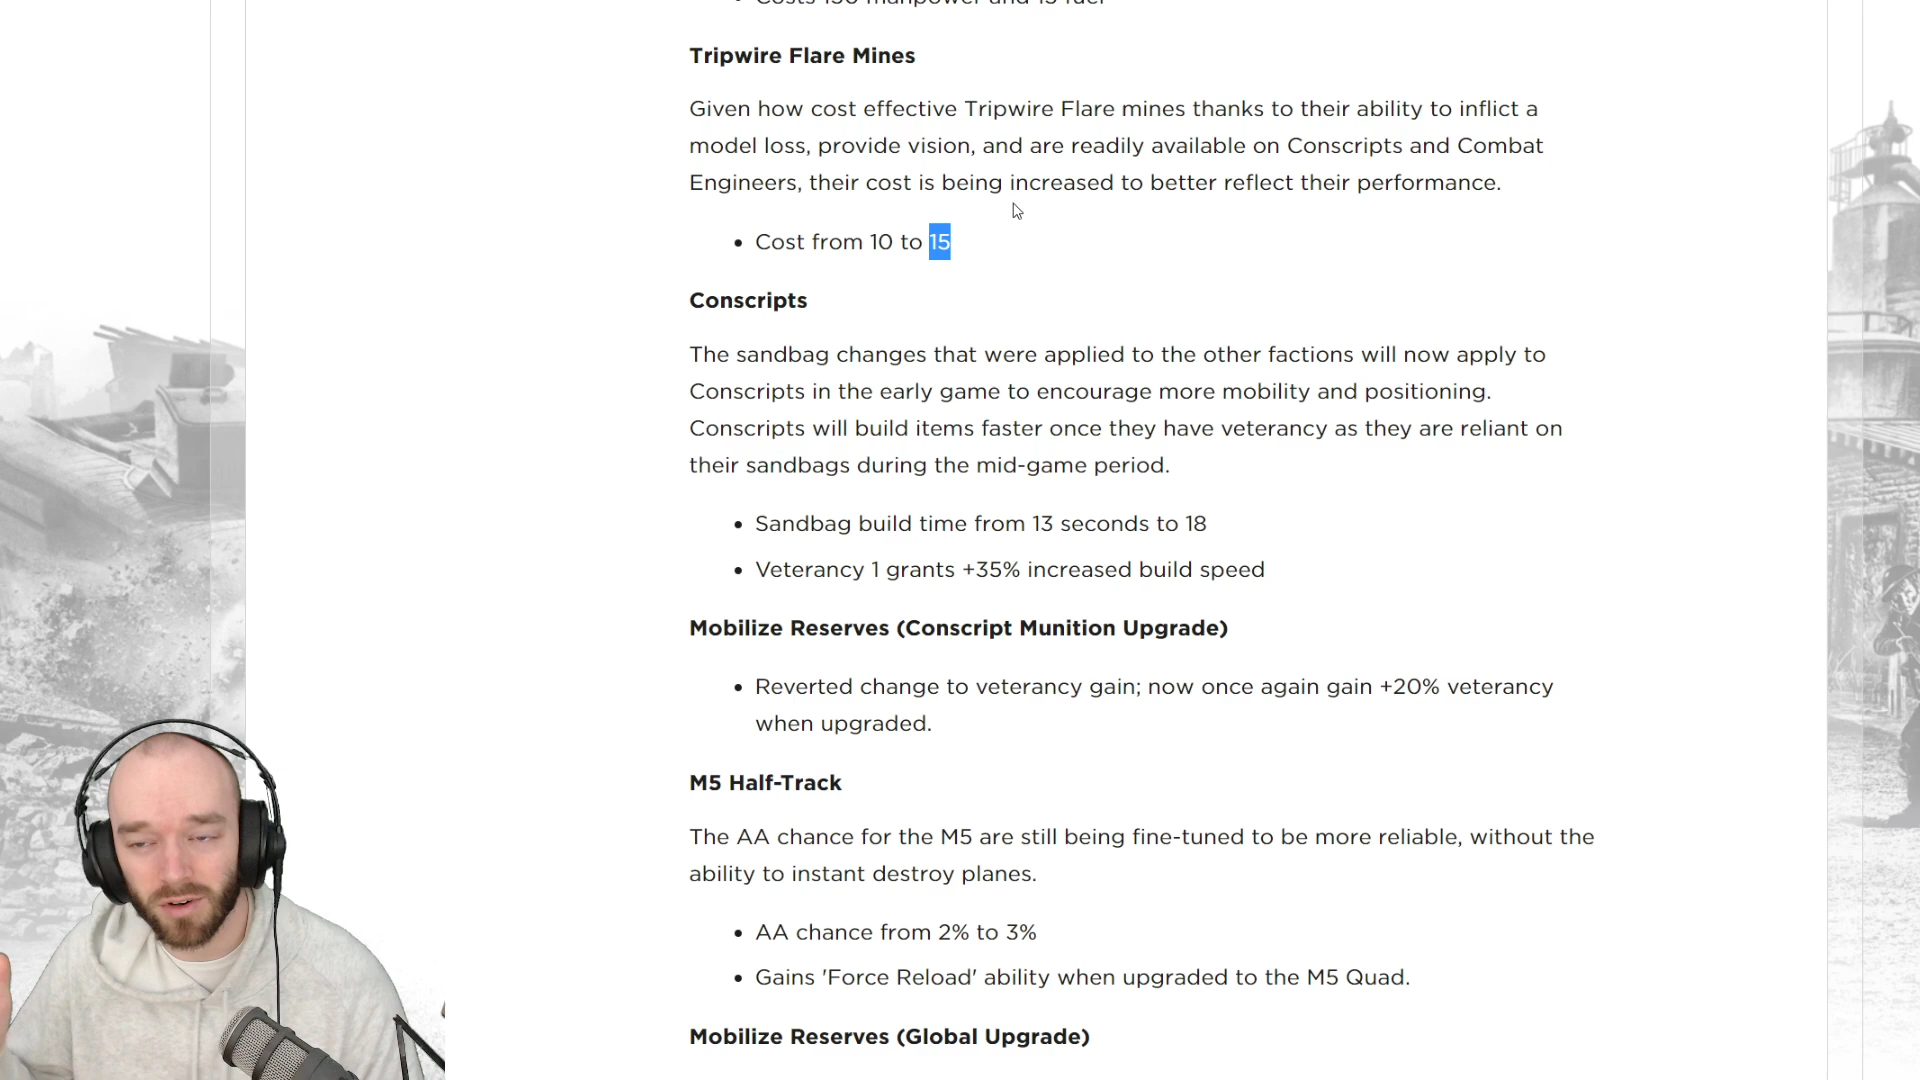 Costs 150 manpower and 15 fuel
Tripwire Flare Mines
Given how cost effective Tripwire Flare mines thanks to their ability to inflict a
model loss, provide vision, and are readily available on Conscripts and Combat
Engineers, their cost is being increased to better reflect their performance.
• Cost from 10 to 15
Conscripts
The sandbag changes that were applied to the other factions will now apply to
Conscripts in the early game to encourage more mobility and positioning.
Conscripts will build items faster once they have veterancy as they are reliant on
their sandbags during the mid-game period.
• Sandbag build time from 13 seconds to 18
• Veterancy 1 grants +35% increased build speed
Mobilize Reserves (Conscript Munition Upgrade)
• Reverted change to veterancy gain; now once again gain +20% veterancy
when upgraded.
M5 Half-Track
The AA chance for the M5 are still being fine-tuned to be more reliable, without the
ability to instant destroy planes.
• AA chance from 2% to 3%
• Gains 'Force Reload' ability when upgraded to the M5 Quad.
Mobilize Reserves (Global Upgrade)